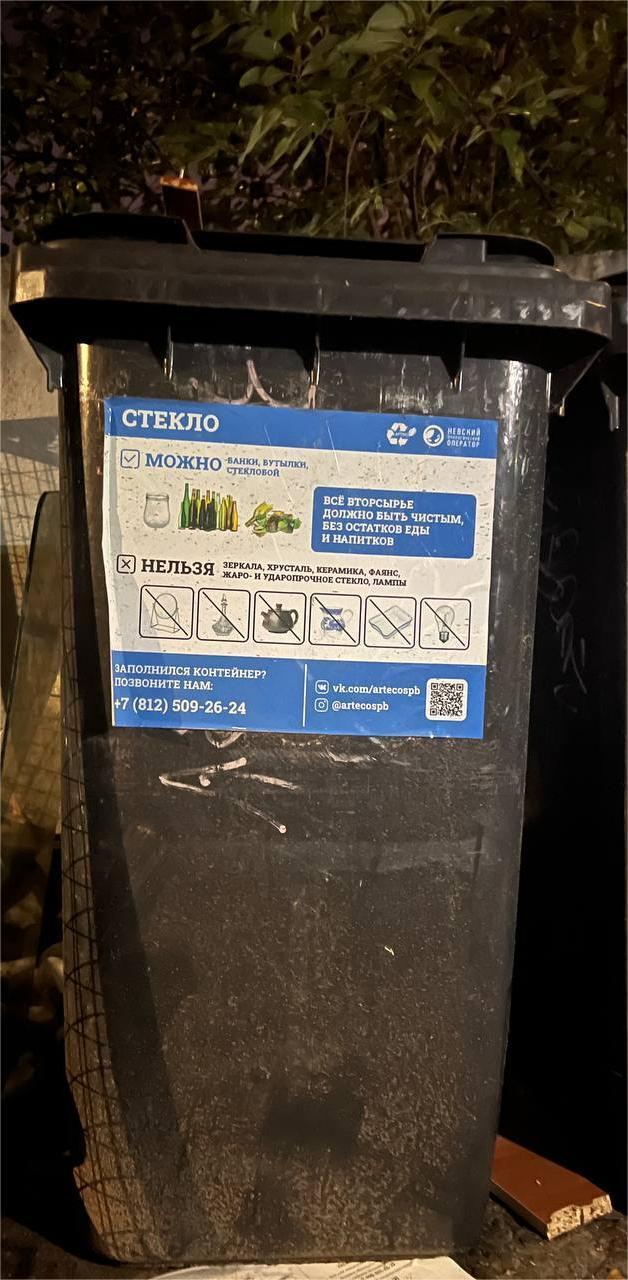 СТЕКЛО
НЕВСКИЙ
ЭКОЛОГИЧЕСКИЙ
ОПЕРАТОР
МОЖНО
БАНКИ, БУТЫЛКИ,
СТЕКЛОБОЙ
ВСЁ ВТОРСЫРЬЕ
ДОЛЖНО БЫТЬ ЧИСТЫМ,
БЕЗ ОСТАТКОВ ЕДЫ
И НАПИТКОВ
НЕЛЬЗЯ
ЗЕРКАЛА, ХРУСТАЛЬ, КЕРАМИКА, ФАЯНС,
ЖАРО- И УДАРОПРОЧНОЕ СТЕКЛО, ЛАМПЫ
ЗАПОЛНИЛСЯ КОНТЕЙНЕР?
ПОЗВОНИТЕ НАМ:
+7 (812) 509-26-24
vk.com/artecospb
@artecospb